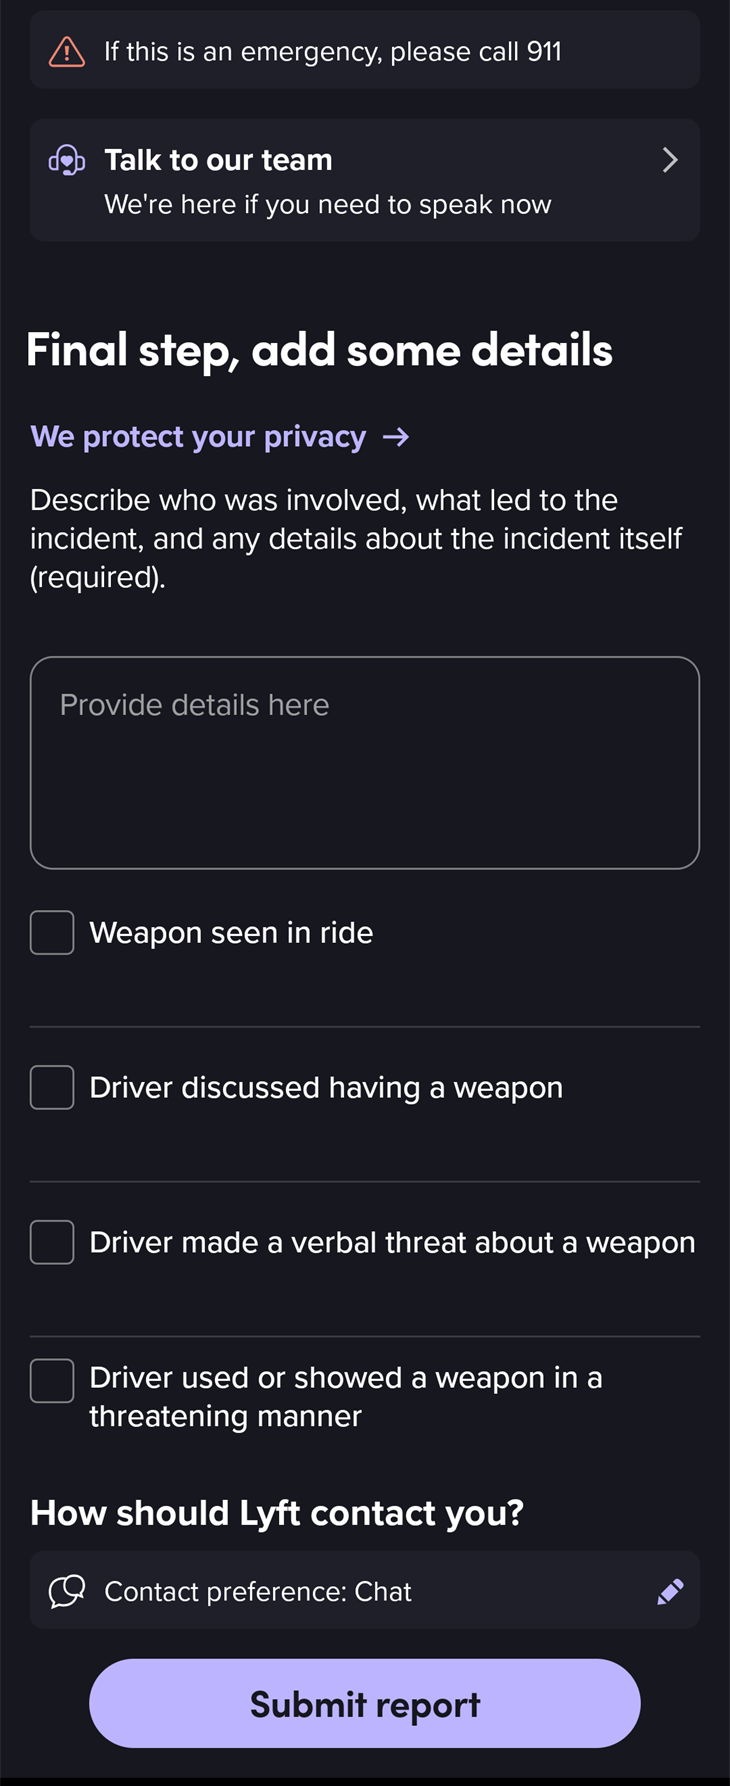 If this is an emergency, please call 911
Talk to our team
We're here if you need to speak now
Final step, add some details
We protect your privacy →
Describe who was involved, what led to the
incident, and any details about the incident itself
(required).
Provide details here
Weapon seen in ride
Driver discussed having a weapon
Driver made a verbal threat about a weapon
Driver used or showed a weapon in a
threatening manner
How should Lyft contact you?
Contact preference: Chat
Submit report